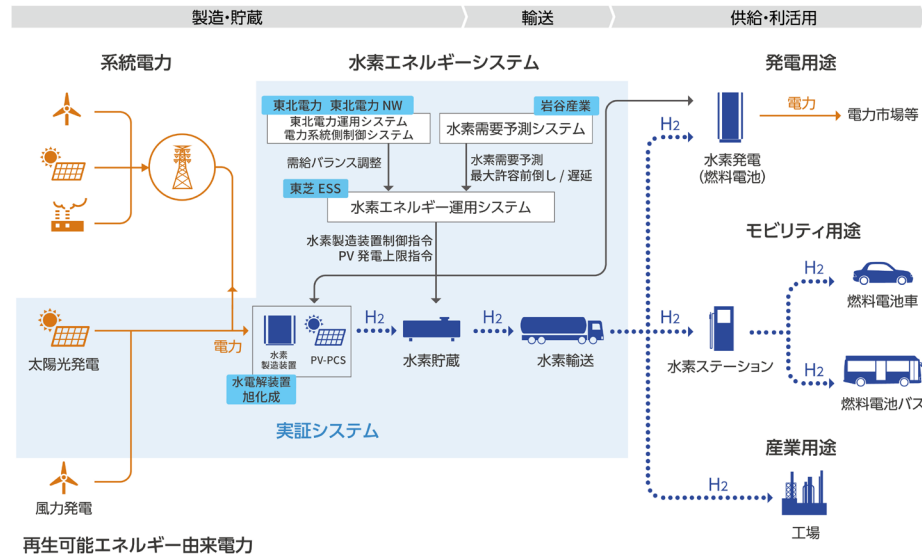 製造・貯蔵
輸送
供給・利活用
系統電力
水素エネルギーシステム
発電用途
東北電力 東北電力 NW
東北電力運用システム
電力系統側制御システム
岩谷産業
水素需要予測システム
需給バランス調整
水素需要予測
最大許容前倒し / 遅延
東芝 ESS
水素エネルギー運用システム
水素製造装置制御指令
PV 発電上限指令
H2
電力
電力市場等
水素発電
(燃料電池)
モビリティ用途
H2
燃料電池車
太陽光発電
電力
水素
製造装置
PV-PCS
H2
水素貯蔵
H2
水素輸送
H2
水素ステーション
H2
燃料電池バス
水電解装置
旭化成
実証システム
産業用途
H2
工場
風力発電
再生可能エネルギー由来電力